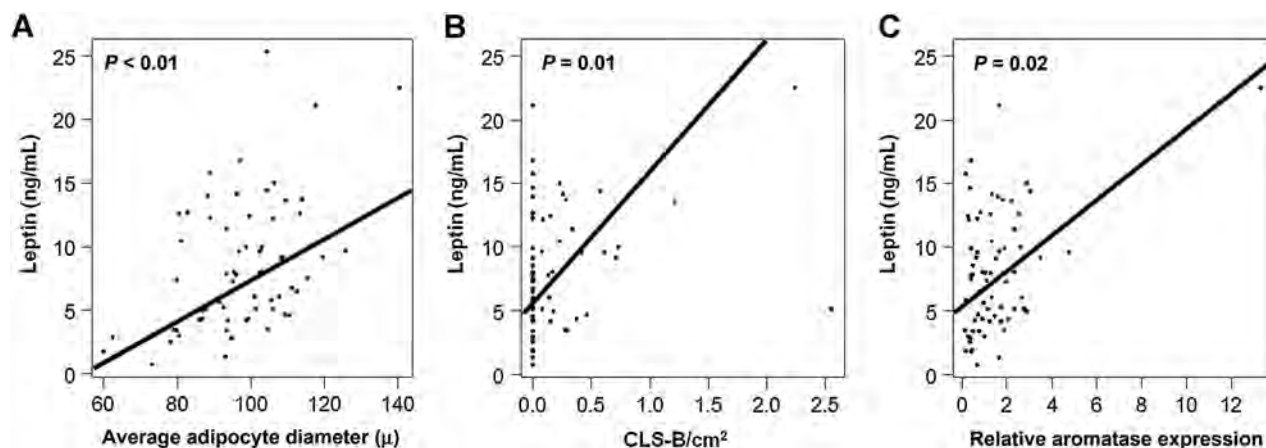 A
P < 0.01
Leptin (ng/mL)
25
20
15
10
5
0
60 80 100 120 140
Average adipocyte diameter (µ)
B
P = 0.01
Leptin (ng/mL)
25
20
15
10
5
0
0.0 0.5 1.0 1.5 2.0 2.5
CLS-B/cm²
C
P = 0.02
Leptin (ng/mL)
25
20
15
10
5
0
0 2 4 6 8 10 12
Relative aromatase expression